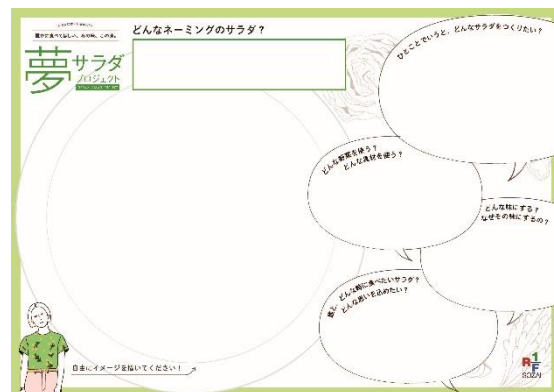 どんなネーミングのサラダ？
誰かに食べてほしい、あの味、この味。
夢サラダ
プロジェクト
ひとことでいうと、どんなサラダをつくりたい？
どんな野菜を使う？
どんな食材を使う？
どんな味にする？
なぜその味にするの？
誰と、どんな時に食べたいサラダ？
どんな思いを込めたい？
自由にイメージを描いてください！
R1/F
SOZAI